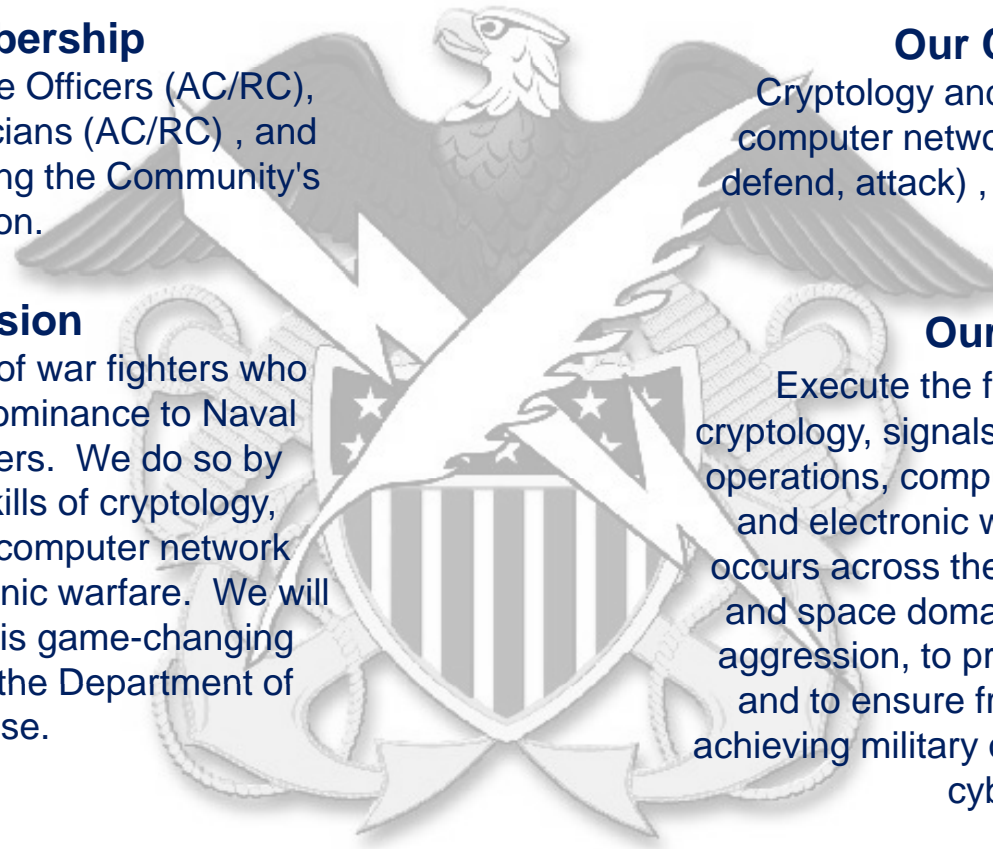 bership
e Officers (AC/RC),
cians (AC/RC) , and
ng the Community's
on.
sion
of war fighters who
ominance to Naval
ers. We do so by
kills of cryptology,
computer network
nic warfare. We will
is game-changing
the Department of
se.
Our C
Cryptology and
computer netwo
defend, attack) ,
Our
Execute the f
cryptology, signals
operations, comp
and electronic w
occurs across the
and space doma
aggression, to pr
and to ensure fr
achieving military o
cyb